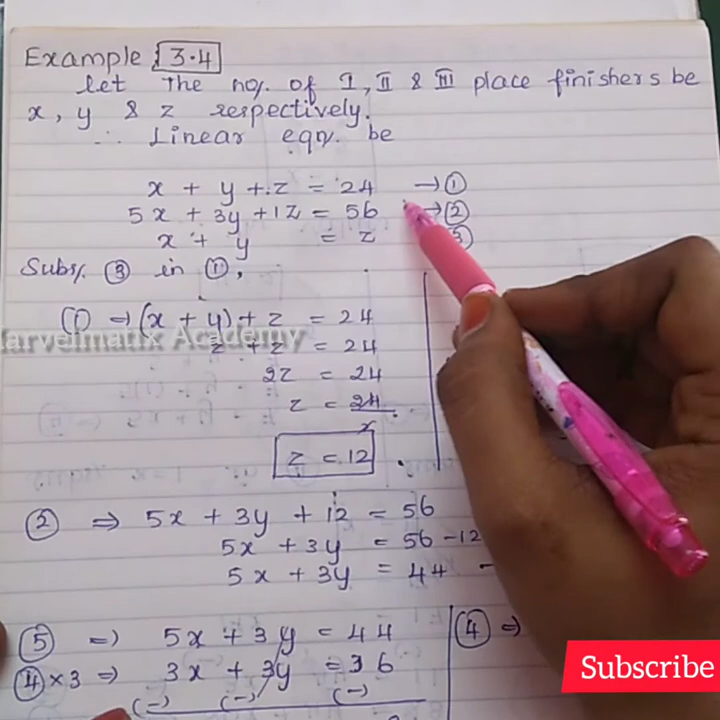 Example 3.4
Let The no/. of I, II & III place finishers be
x, y & z respectively.
∴ Linear eqn. be
x + y + z = 24 → ①
5x + 3y + 1z = 56 → ②
x + y = z
Subs/. ③ in ①,
(1) ⇒ (x + y) + z = 24
z + z = 24
2z = 24
z = 24
z = 12
② ⇒ 5x + 3y + 12 = 56
5x + 3y = 56 - 12
5x + 3y = 44
⑤ ⇒ 5x + 3y = 44
④ × 3 ⇒ 3x + 3y = 36
(-) (-) (-)
④ ⇒
Marvelmatix Academy
Subscribe